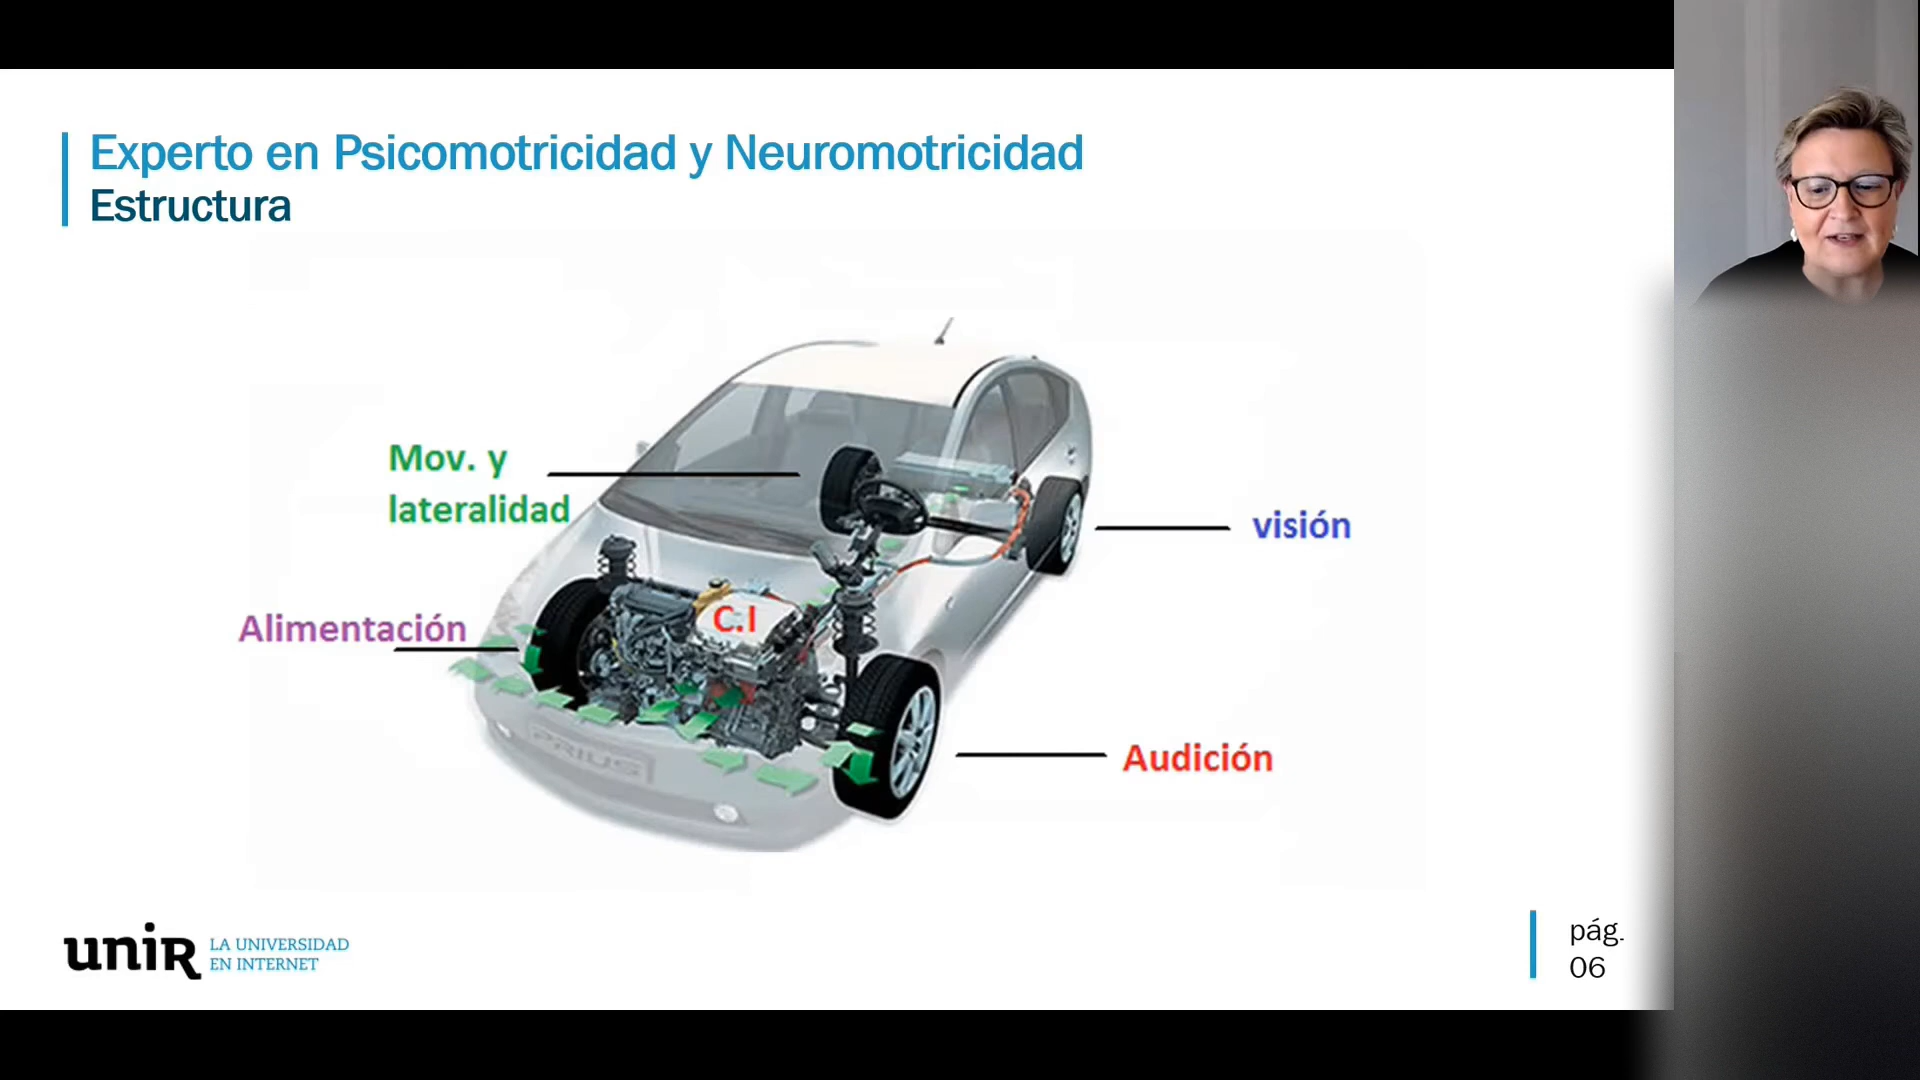 Experto en Psicomotricidad y Neuromotricidad
Estructura
Mov. y
lateralidad
visión
Alimentación
C.I
PRIUS
Audición
unir LA UNIVERSIDAD
EN INTERNET
pág.
06